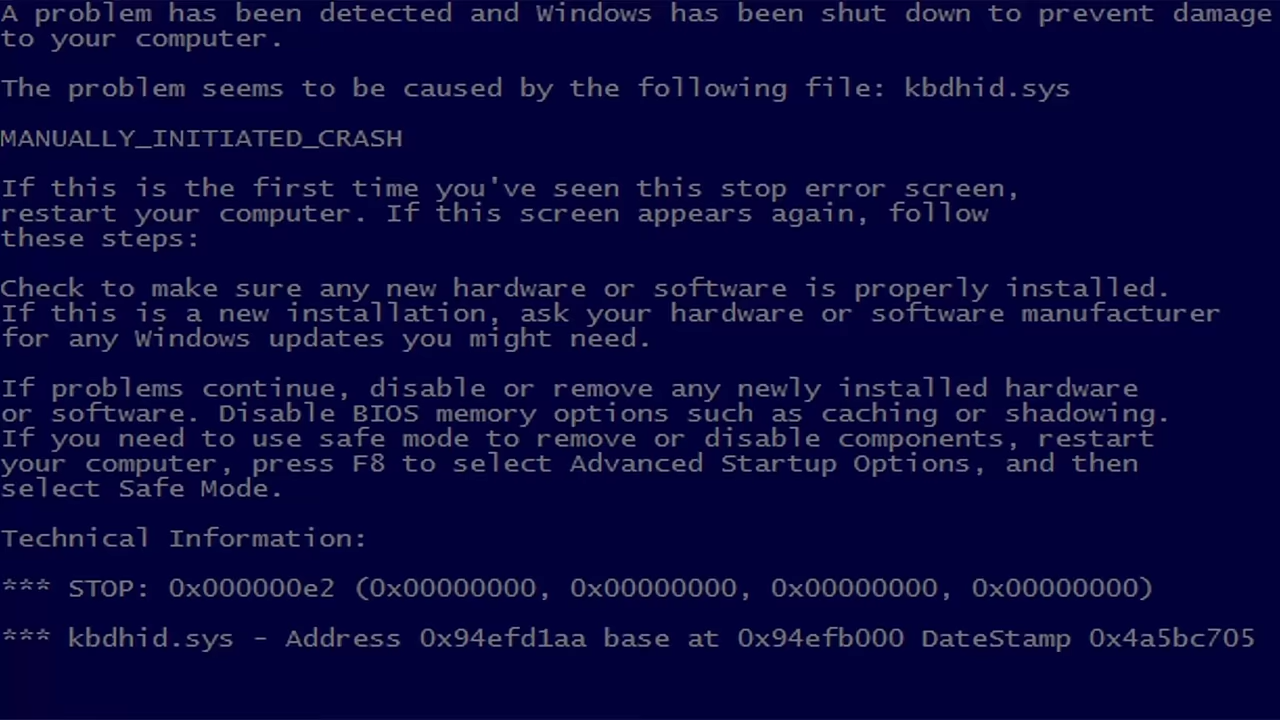 A problem has been detected and Windows has been shut down to prevent damage
to your computer.
The problem seems to be caused by the following file: kbdhid.sys
MANUALLY_INITIATED_CRASH
If this is the first time you've seen this stop error screen,
restart your computer. If this screen appears again, follow
these steps:
Check to make sure any new hardware or software is properly installed.
If this is a new installation, ask your hardware or software manufacturer
for any Windows updates you might need.
If problems continue, disable or remove any newly installed hardware
or software. Disable BIOS memory options such as caching or shadowing.
If you need to use safe mode to remove or disable components, restart
your computer, press F8 to select Advanced Startup Options, and then
select Safe Mode.
Technical Information:
*** STOP: 0x000000e2 (0x00000000, 0x00000000, 0x00000000, 0x00000000)
*** kbdhid.sys - Address 0x94efd1aa base at 0x94efb000 DateStamp 0x4a5bc705